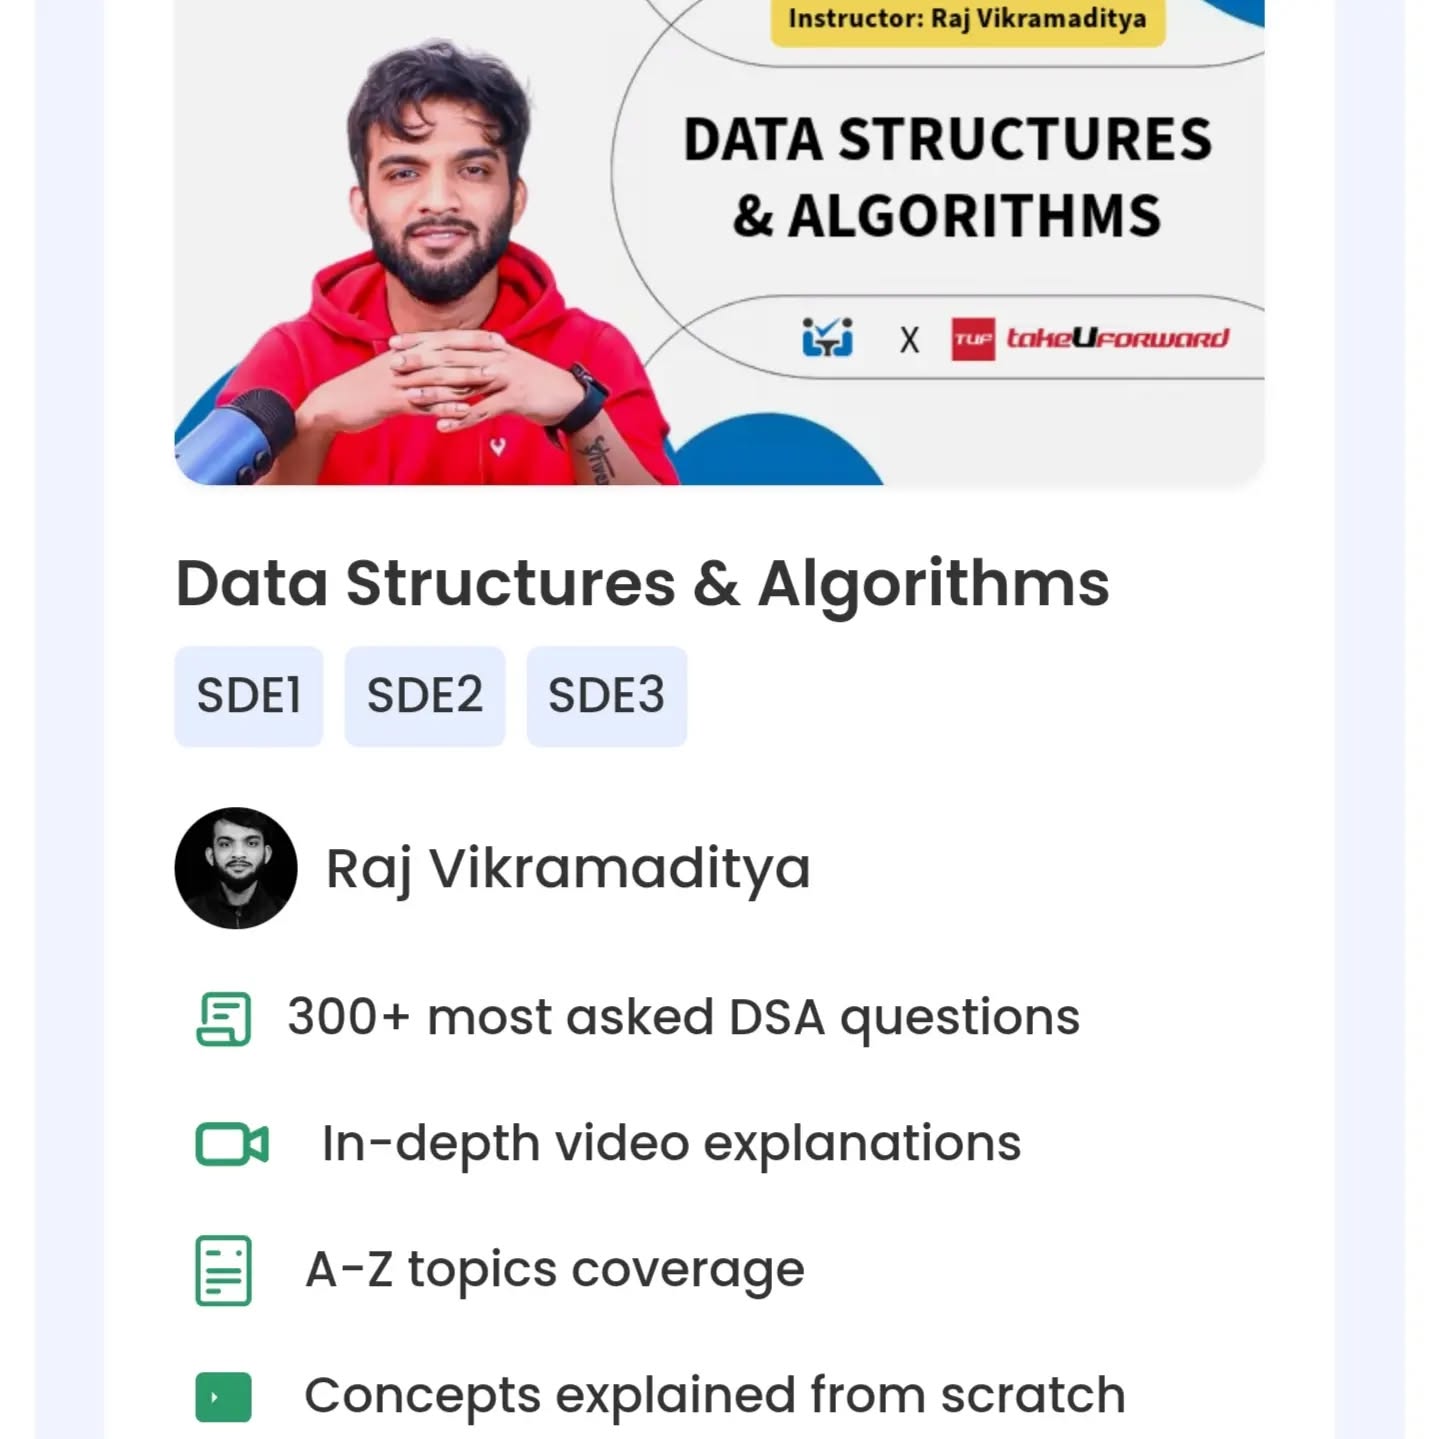 Instructor: Raj Vikramaditya
DATA STRUCTURES
& ALGORITHMS
X TUF takeUforward
Data Structures & Algorithms
SDE1 SDE2 SDE3
Raj Vikramaditya
300+ most asked DSA questions
In-depth video explanations
A-Z topics coverage
Concepts explained from scratch